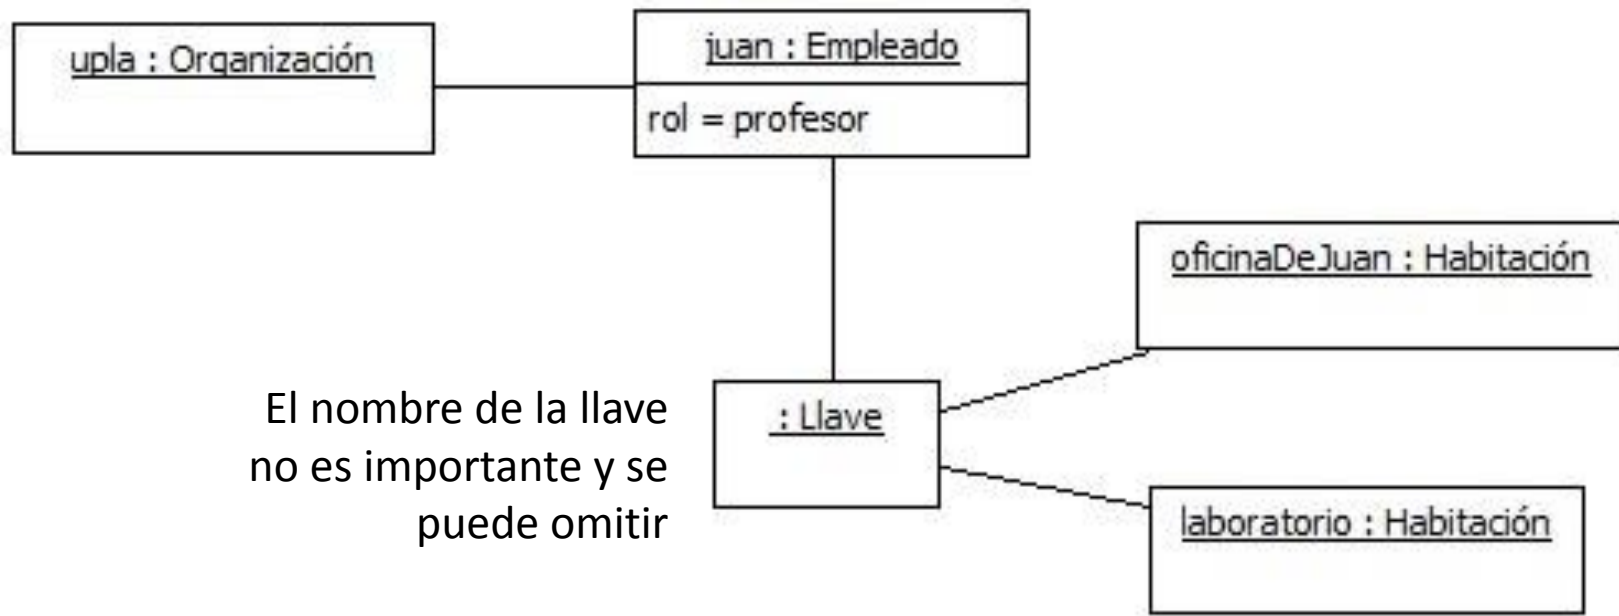 upla : Organización
juan : Empleado
rol = profesor
oficinaDeJuan : Habitación
El nombre de la llave
no es importante y se
puede omitir
: Llave
laboratorio : Habitación